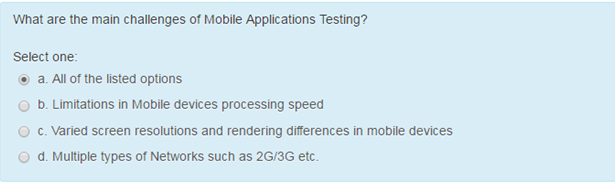 What are the main challenges of Mobile Applications Testing?
Select one:
a. All of the listed options
b. Limitations in Mobile devices processing speed
c. Varied screen resolutions and rendering differences in mobile devices
d. Multiple types of Networks such as 2G/3G etc.